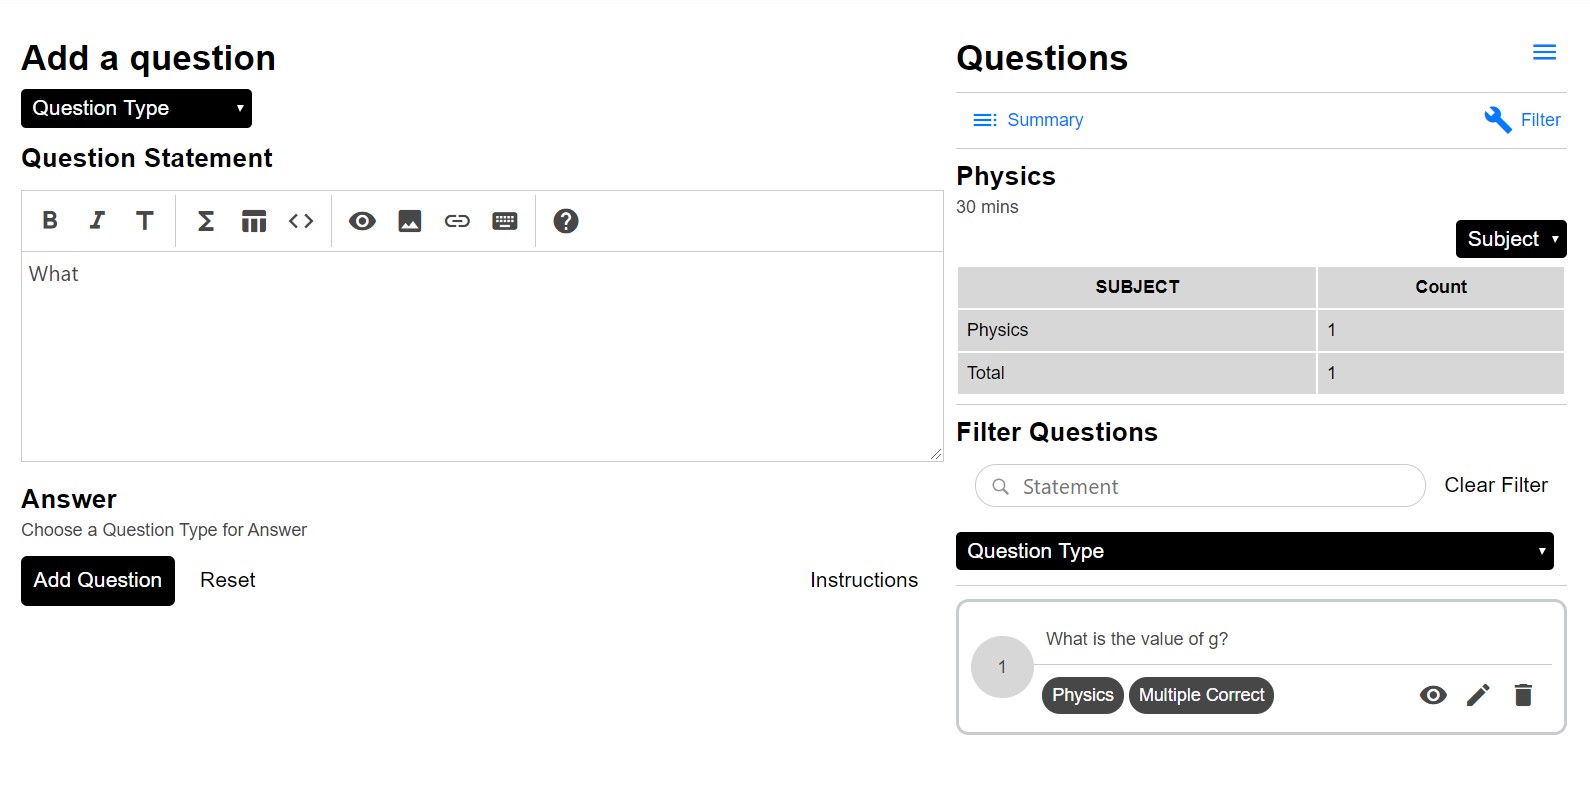 Add a question
Question Type
Question Statement
B I T
What
Answer
Choose a Question Type for Answer
Add Question Reset Instructions
Questions
Summary Filter
Physics
30 mins
Subject
SUBJECT Count
Physics 1
Total 1
Filter Questions
Statement Clear Filter
Question Type
What is the value of g?
1
Physics Multiple Correct